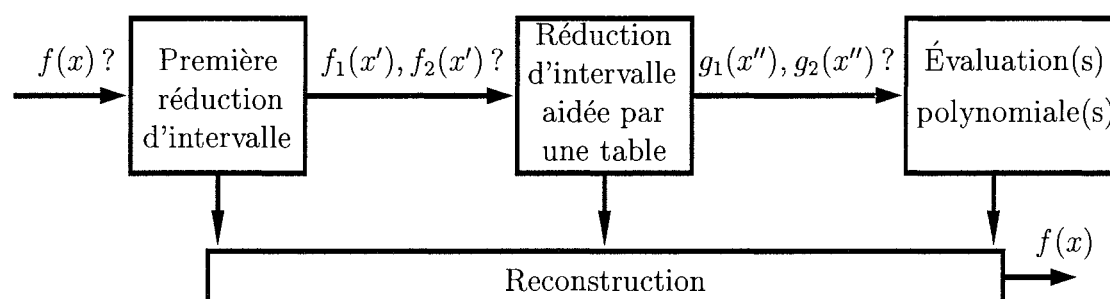 f(x) ?
Première
réduction
d'intervalle
f₁(x'), f₂(x') ?
Réduction
d'intervalle
aidée par
une table
g₁(x''), g₂(x'') ?
Évaluation(s)
polynomiale(s)
Reconstruction
f(x)